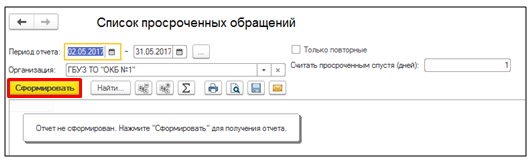 Список просроченных обращений
Период отчета: 02.05.2017 – 31.05.2017 ... Только повторные
Организация: ГБУЗ ТО "ОКБ №1" Считать просроченным спустя (дней): 1
Сформировать Найти... Σ
Отчет не сформирован. Нажмите "Сформировать" для получения отчета.